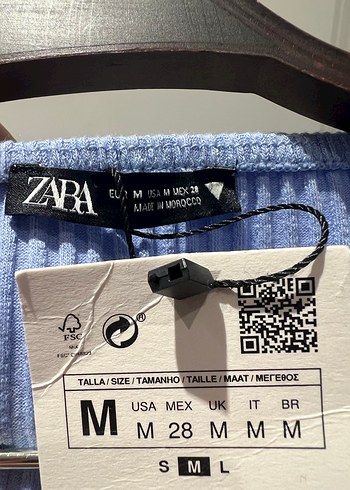 ZARA
EUR M USA M MEX 28
MADE IN MOROCCO
FSC
®
TALLA / SIZE / TAMANHO / TAILLE / MAAT / ΜΕΓΕΘΟΣ
M
USA MEX UK IT BR
M 28 M M M
S M L